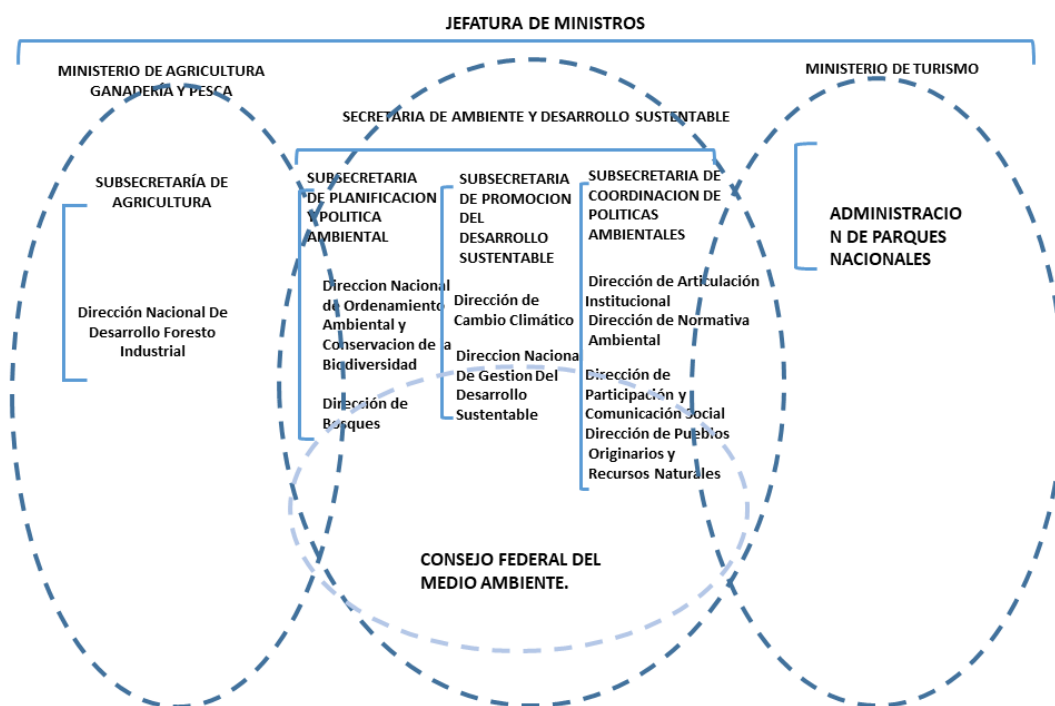 JEFATURA DE MINISTROS
MINISTERIO DE AGRICULTURA
GANADERIA Y PESCA
MINISTERIO DE TURISMO
SECRETARIA DE AMBIENTE Y DESARROLLO SUSTENTABLE
SUBSECRETARÍA DE
AGRICULTURA
Dirección Nacional De
Desarrollo Foresto
Industrial
SUBSECRETARIA
DE PLANIFICACION
Y POLITICA
AMBIENTAL
Direccion Nacional
de Ordenamiento
Ambiental y
Conservacion de la
Biodiversidad
Dirección de
Bosques
SUBSECRETARIA
DE PROMOCION
DEL
DESARROLLO
SUSTENTABLE
Dirección de
Cambio Climático
Direccion Nacional
De Gestion Del
Desarrollo
Sustentable
SUBSECRETARIA DE
COORDINACION DE
POLITICAS
AMBIENTALES
Dirección de Articulación
Institucional
Dirección de Normativa
Ambiental
Dirección de
Participación y
Comunicación Social
Dirección de Pueblos
Originarios y
Recursos Naturales
ADMINISTRACIO
N DE PARQUES
NACIONALES
CONSEJO FEDERAL DEL
MEDIO AMBIENTE.